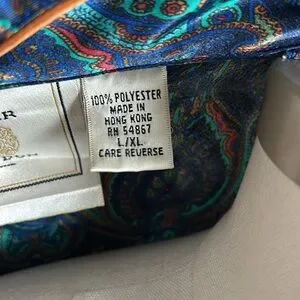 100% POLYESTER
MADE IN
HONG KONG
RN 54867
L/XL
CARE REVERSE